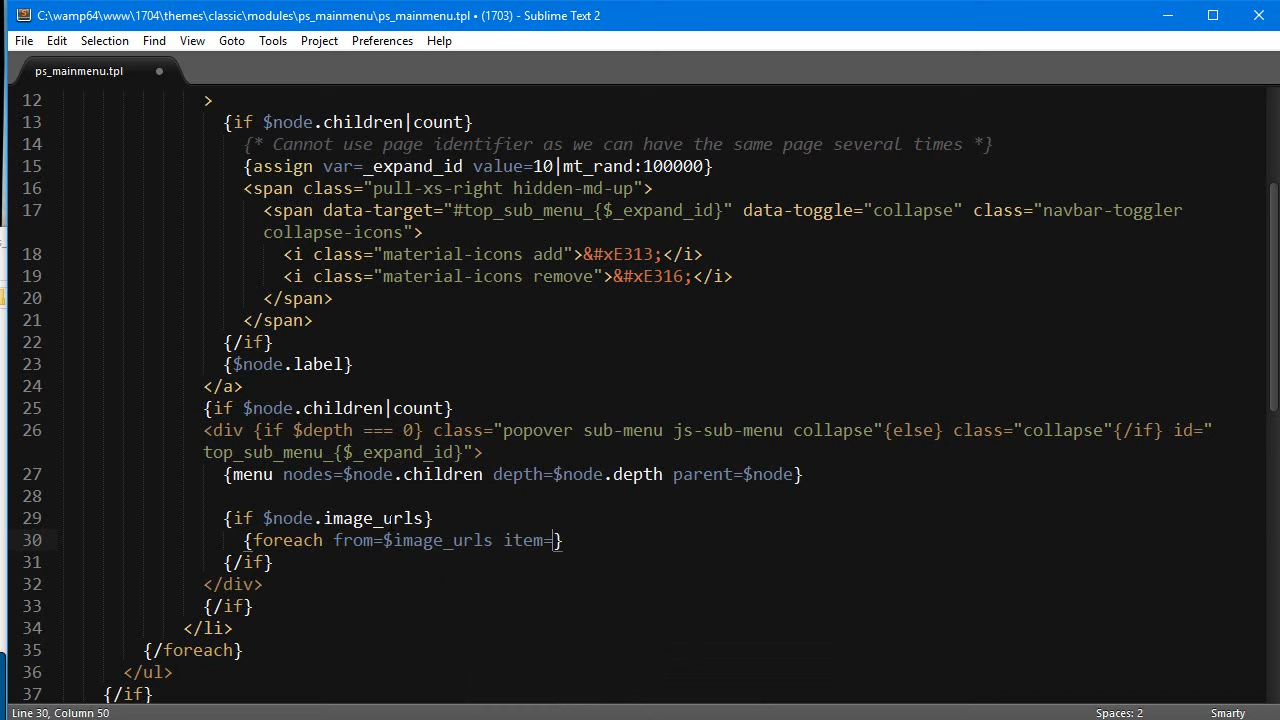 C:\wamp64\www\1704\themes\classic\modules\ps_mainmenu\ps_mainmenu.tpl • (1703) - Sublime Text 2
File Edit Selection Find View Goto Tools Project Preferences Help
ps_mainmenu.tpl
12 >
13 {if $node.children|count}
14 {* Cannot use page identifier as we can have the same page several times *}
15 {assign var=_expand_id value=10|mt_rand:100000}
16 <span class="pull-xs-right hidden-md-up">
17 <span data-target="#top_sub_menu_{$_expand_id}" data-toggle="collapse" class="navbar-toggler
collapse-icons">
18 <i class="material-icons add">&#xE313;</i>
19 <i class="material-icons remove">&#xE316;</i>
20 </span>
21 </span>
22 {/if}
23 {$node.label}
24 </a>
25 {if $node.children|count}
26 <div {if $depth === 0} class="popover sub-menu js-sub-menu collapse"{else} class="collapse"{/if} id="
top_sub_menu_{$_expand_id}">
27 {menu nodes=$node.children depth=$node.depth parent=$node}
28
29 {if $node.image_urls}
30 {foreach from=$image_urls item=}
31 {/if}
32 </div>
33 {/if}
34 </li>
35 {/foreach}
36 </ul>
37 {/if}
Line 30, Column 50 Spaces: 2 Smarty